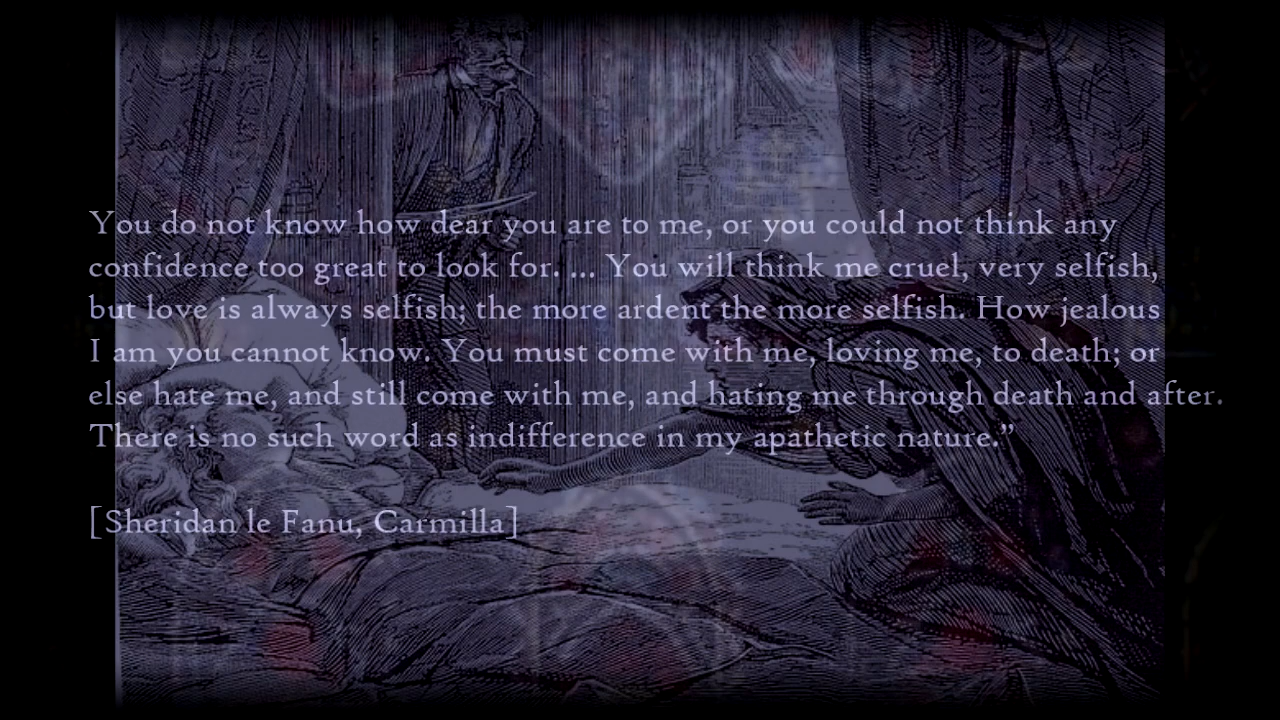 You do not know how dear you are to me, or you could not think any
confidence too great to look for. ... You will think me cruel, very selfish,
but love is always selfish; the more ardent the more selfish. How jealous
I am you cannot know. You must come with me, loving me, to death; or
else hate me, and still come with me, and hating me through death and after.
There is no such word as indifference in my apathetic nature.”
[Sheridan le Fanu, Carmilla]